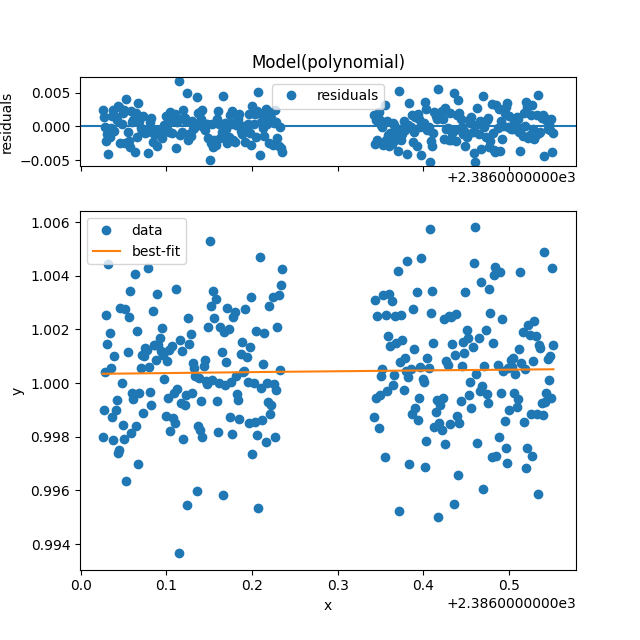 Model(polynomial)
residuals
0.005
0.000
−0.005
residuals
+2.3860000000e3
y
1.006
1.004
1.002
1.000
0.998
0.996
0.994
data
best-fit
0.0 0.1 0.2 0.3 0.4 0.5
x
+2.3860000000e3